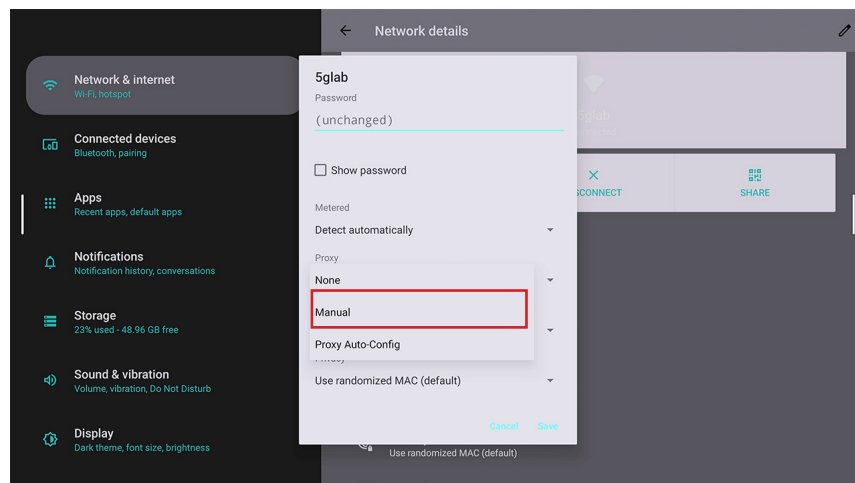 Network details
Network & internet
Wi-Fi, hotspot
Connected devices
Bluetooth, pairing
Apps
Recent apps, default apps
Notifications
Notification history, conversations
Storage
23% used - 48.96 GB free
Sound & vibration
Volume, vibration, Do Not Disturb
Display
Dark theme, font size, brightness
5glab
Password
(unchanged)
Show password
Metered
Detect automatically
Proxy
None
Manual
Proxy Auto-Config
Privacy
Use randomized MAC (default)
Cancel
Save
5glab
SCONNECT
SHARE
Use randomized MAC (default)